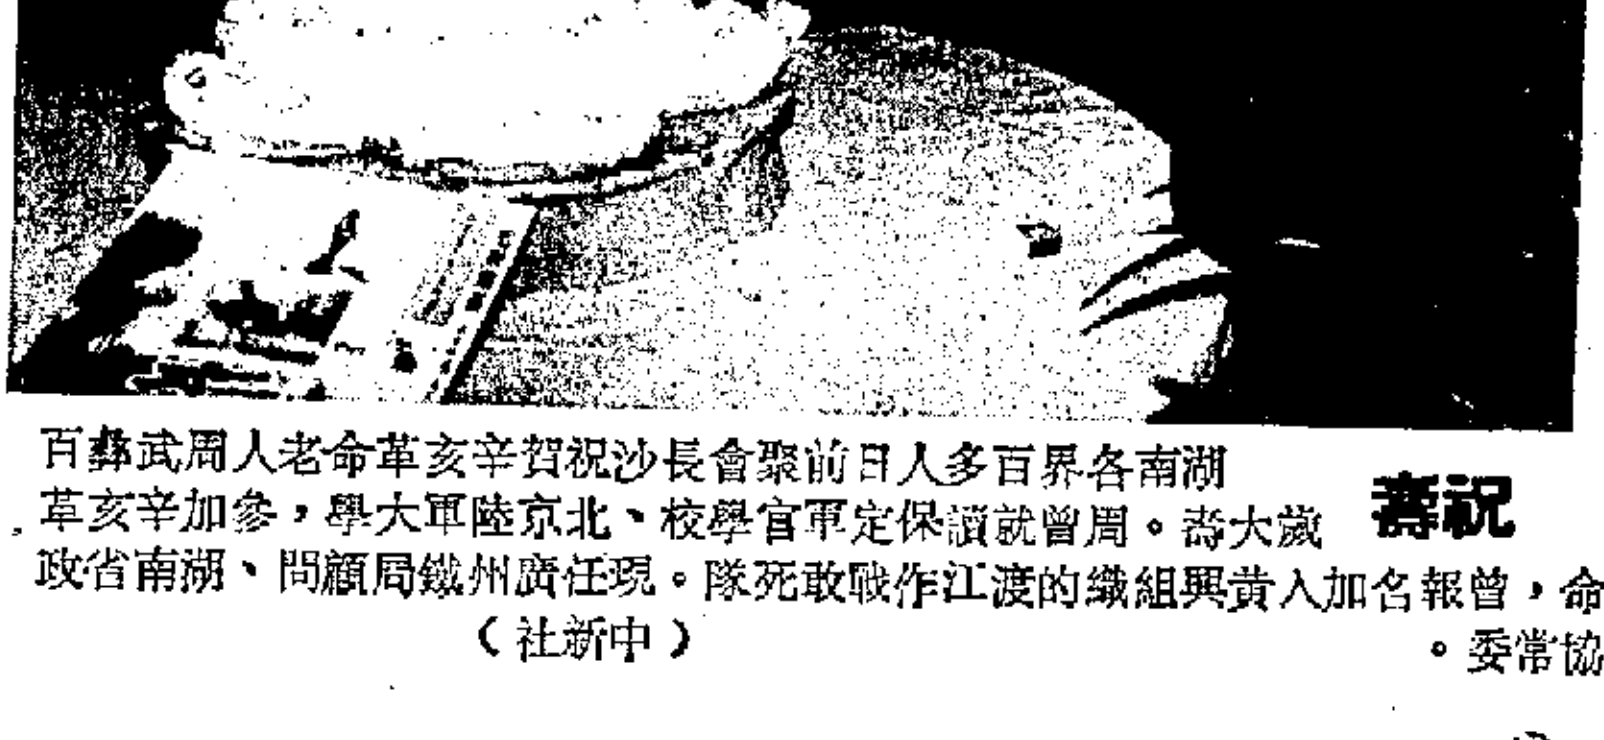 祝壽
湖南各界百多人日前聚會長沙祝賀辛亥革命老人周武彝百
歲大壽。周曾就讀保定軍官學校、北京陸軍大學，參加辛亥革
命，曾報名加入黄興組織的渡江作戰敢死隊。現任廣州鐵局顧問、湖南省政
協常委。
（中新社）